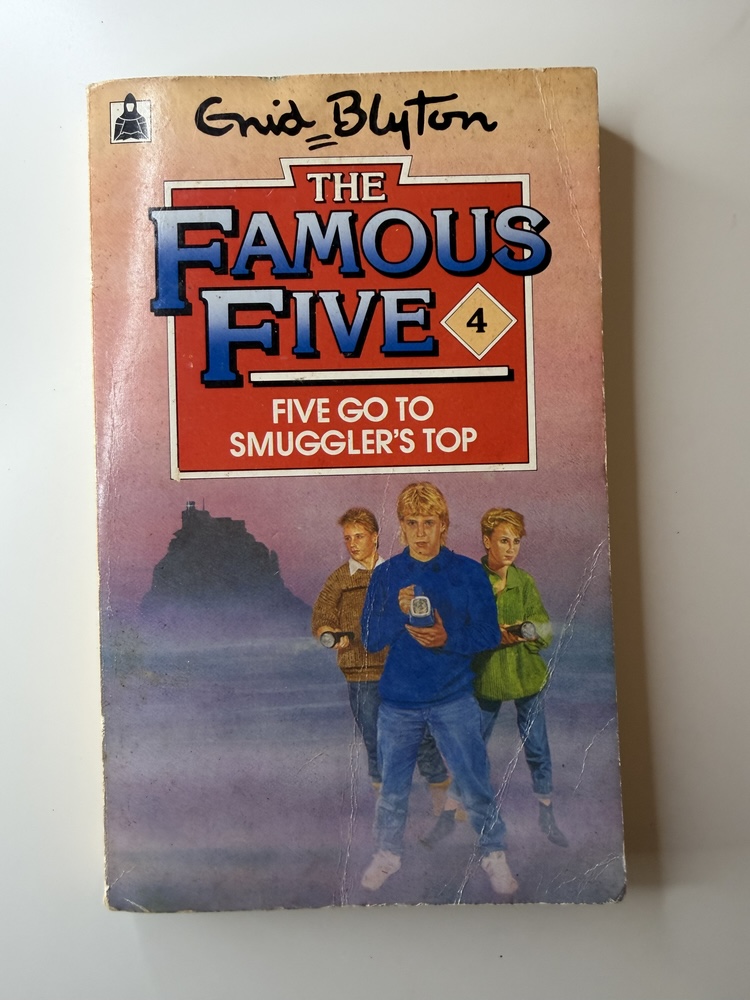 Enid Blyton
THE
FAMOUS
FIVE
4
FIVE GO TO
SMUGGLER'S TOP